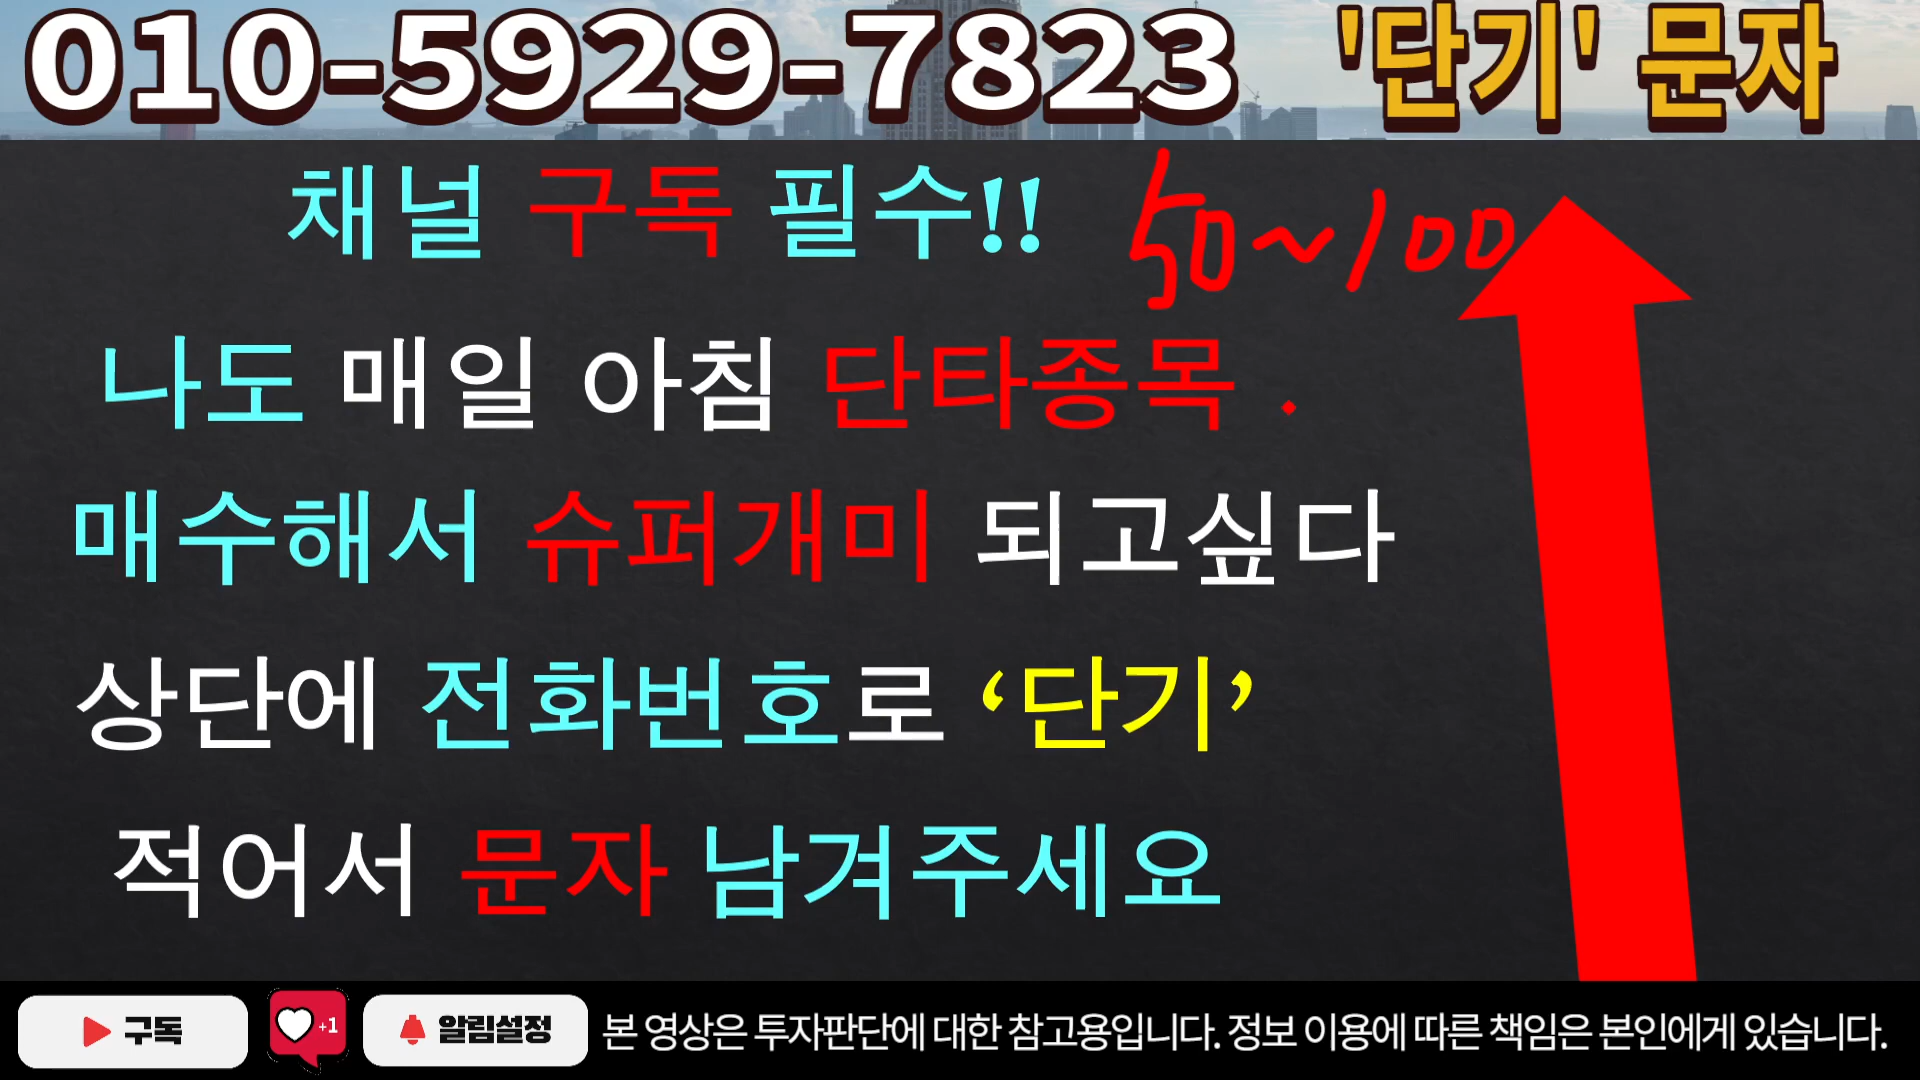 010-5929-7823 '단기' 문자
채널 구독 필수!! 50~100
나도 매일 아침 단타종목 .
매수해서 슈퍼개미 되고싶다
상단에 전화번호로 ‘단기’
적어서 문자 남겨주세요
구독 +1 알림설정 본 영상은 투자판단에 대한 참고용입니다. 정보 이용에 따른 책임은 본인에게 있습니다.